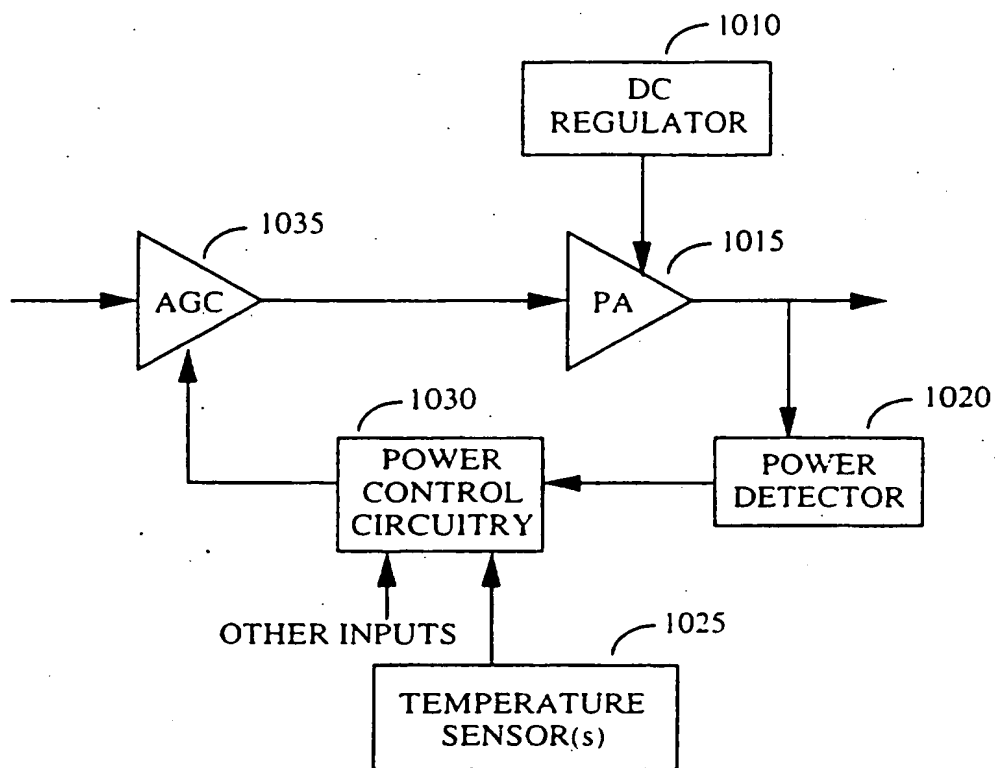 1010
DC
REGULATOR
1035
1015
AGC
PA
1030
1020
POWER
CONTROL
CIRCUITRY
POWER
DETECTOR
OTHER INPUTS
1025
TEMPERATURE
SENSOR(s)